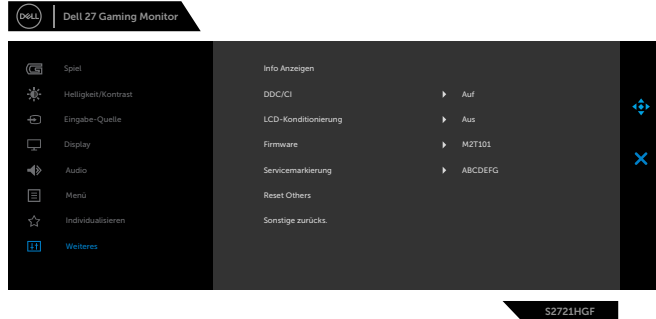 DELL
Dell 27 Gaming Monitor
Spiel
Info Anzeigen
Helligkeit/Kontrast
DDC/CI Auf
Eingabe-Quelle
LCD-Konditionierung Aus
Display
Firmware M2T101
Audio
Servicemarkierung ABCDEFG
Menü
Reset Others
Individualisieren
Sonstige zurücks.
Weiteres
S2721HGF